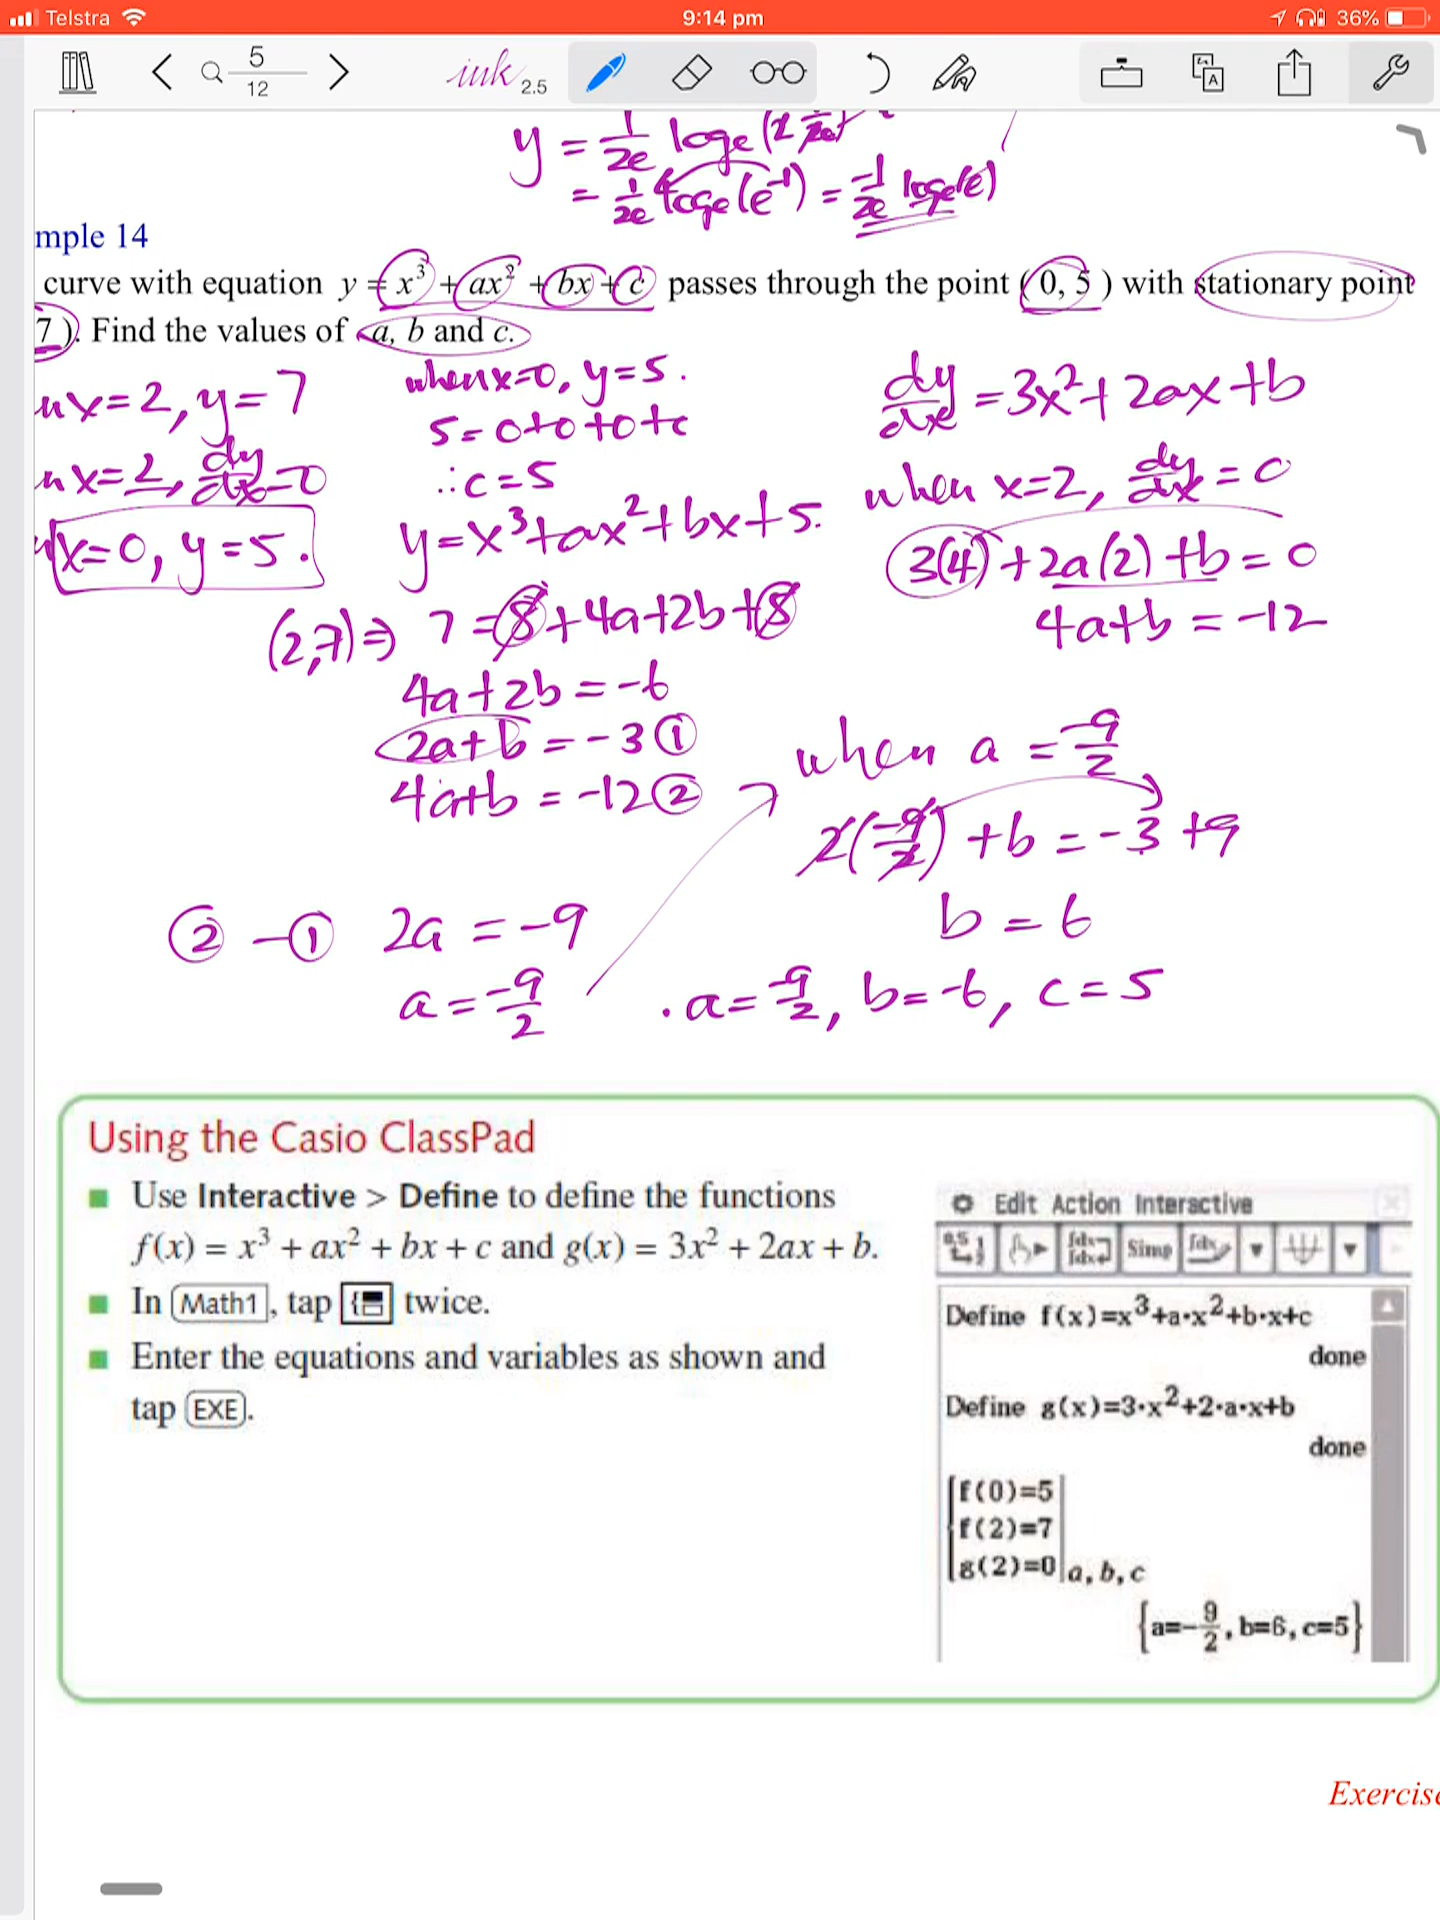 Telstra 9:14 pm 36%
5
12
ink 2.5
y = 1/2e loge(2
= 1/2e loge(e⁻¹) = -1/2e loge(e)
mple 14
curve with equation y = x³ + ax² + bx + c passes through the point ( 0, 5 ) with stationary point
7 ). Find the values of a, b and c.
x=2, y=7
x=2, dy/dx=0
x=0, y=5.
when x=0, y=5.
5=0+0+0+c
∴c=5
y=x³+ax²+bx+5.
(2,7)⇒ 7=8+4a+2b+8
4a+2b=-6
2a+b=-3 ①
4a+b=-12 ②
② -① 2a=-9
a=-9/2
dy/dx=3x²+2ax+b
when x=2, dy/dx=0
3(4)+2a(2)+b=0
4a+b=-12
when a=-9/2
2(-9/2)+b=-3+9
b=6
. a=-9/2, b=-6, c=5
Using the Casio ClassPad
■ Use Interactive > Define to define the functions
f(x) = x³ + ax² + bx + c and g(x) = 3x² + 2ax + b.
■ In Math1, tap twice.
■ Enter the equations and variables as shown and
tap EXE.
Edit Action Interactive
Simp
Define f(x)=x³+a·x²+b·x+c
done
Define g(x)=3·x²+2·a·x+b
done
f(0)=5
f(2)=7
g(2)=0 a, b, c
{a=-9/2, b=6, c=5}
Exercise